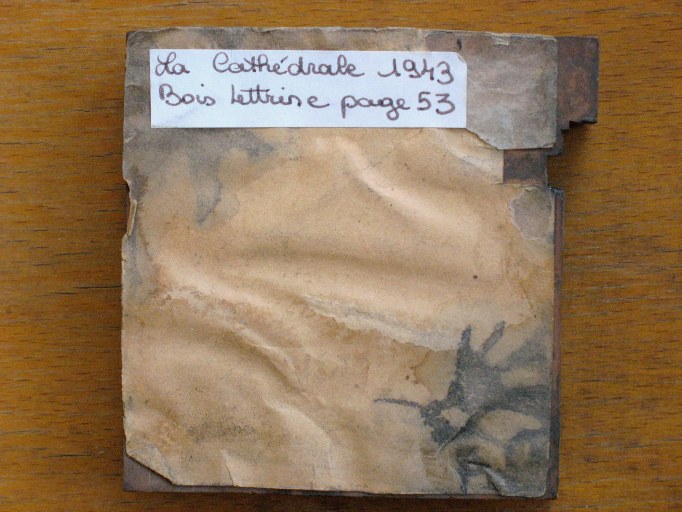 La Cathédrale 1943
Bois lettrine page 53